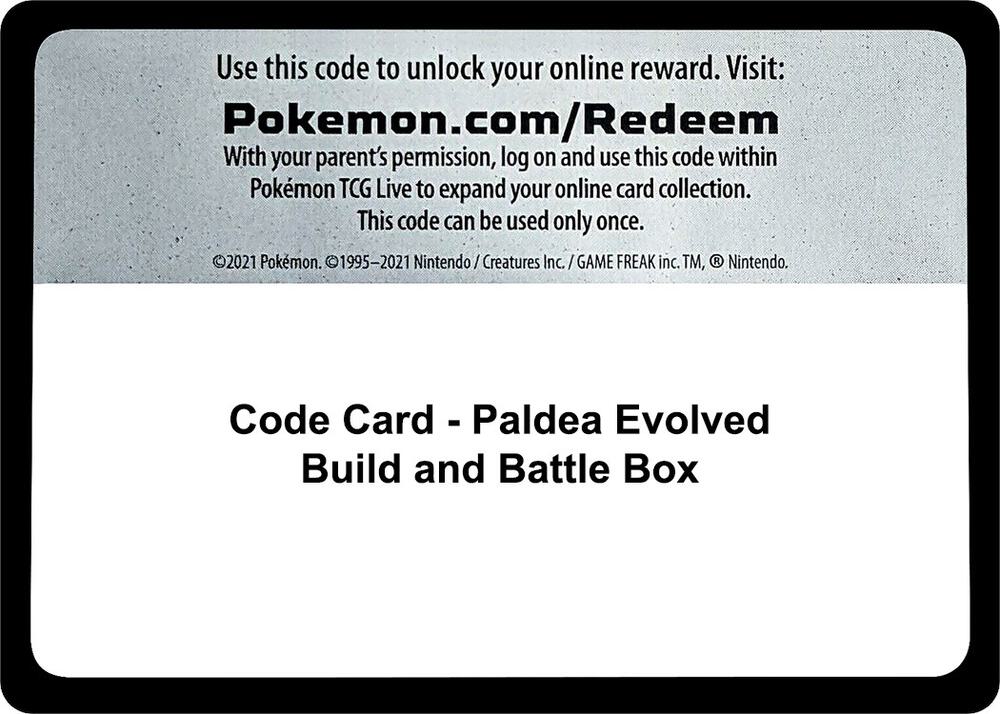 Use this code to unlock your online reward. Visit:
Pokemon.com/Redeem
With your parent's permission, log on and use this code within
Pokémon TCG Live to expand your online card collection.
This code can be used only once.
©2021 Pokémon. ©1995–2021 Nintendo / Creatures Inc. / GAME FREAK inc. TM, ® Nintendo.
Code Card - Paldea Evolved
Build and Battle Box